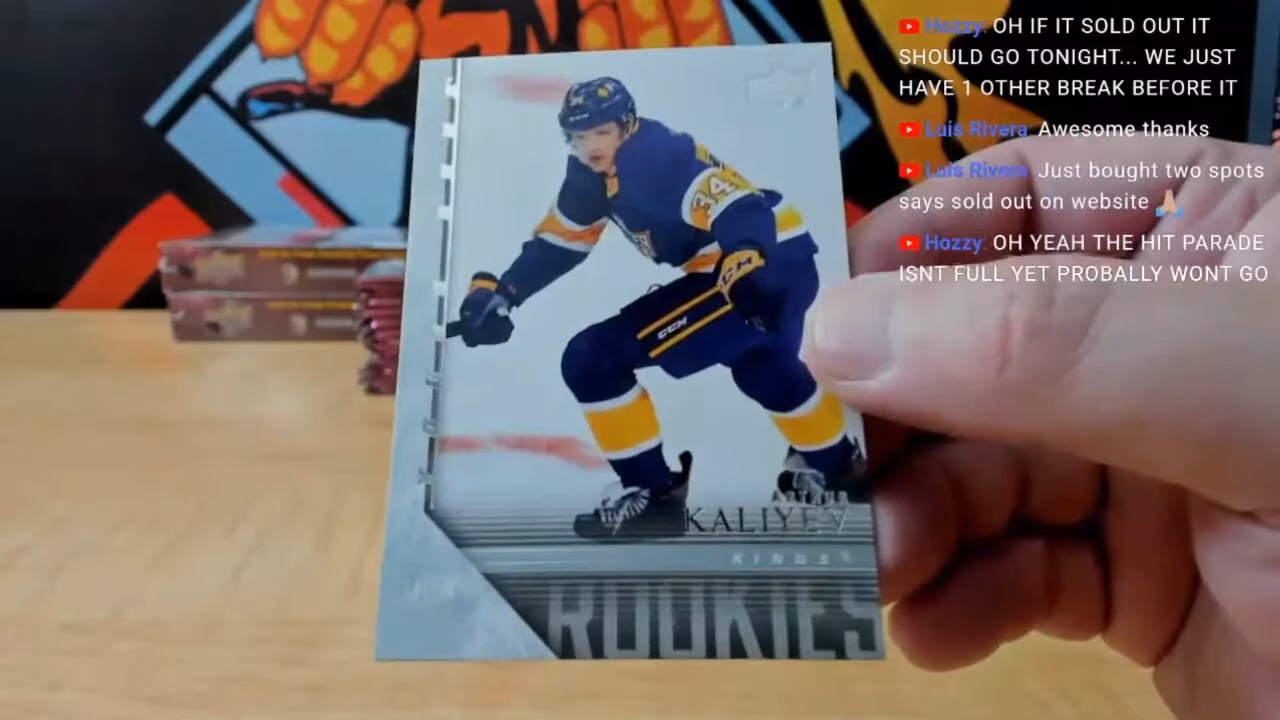 Hozzy: OH IF IT SOLD OUT IT
SHOULD GO TONIGHT... WE JUST
HAVE 1 OTHER BREAK BEFORE IT
Luis Rivera: Awesome thanks
Luis Rivera: Just bought two spots
says sold out on website 🙏🏼
Hozzy: OH YEAH THE HIT PARADE
ISNT FULL YET PROBALLY WONT GO
34
CCM
CCM
ARTHUR
KALIYEV
KINGS
ROOKIES